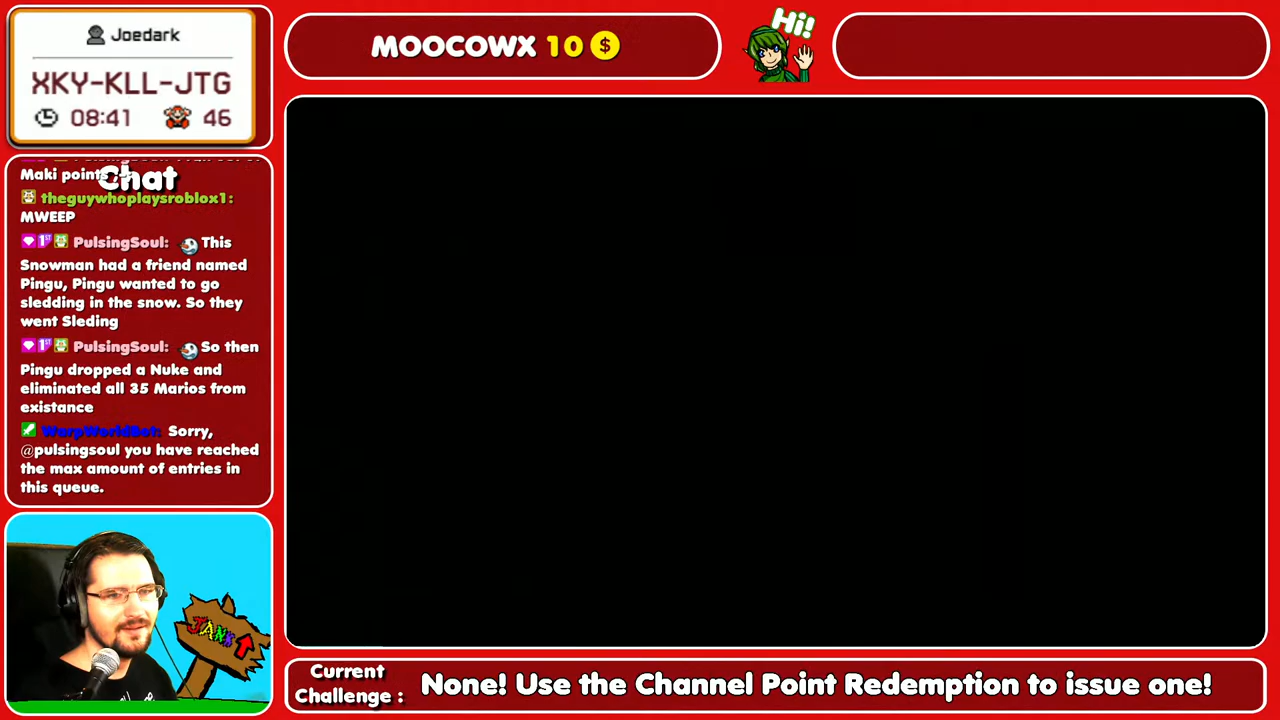 Joedark
XKY-KLL-JTG
08:41 46
MOOCOWX 10 $
Hi!
Chat
Maki points
theguywhoplaysroblox1:
MWEEP
PulsingSoul: This
Snowman had a friend named
Pingu, Pingu wanted to go
sledding in the snow. So they
went Sleding
PulsingSoul: So then
Pingu dropped a Nuke and
eliminated all 35 Marios from
existance
WarpWorldBot: Sorry,
@pulsingsoul you have reached
the max amount of entries in
this queue.
JANK
Current
Challenge :
None! Use the Channel Point Redemption to issue one!